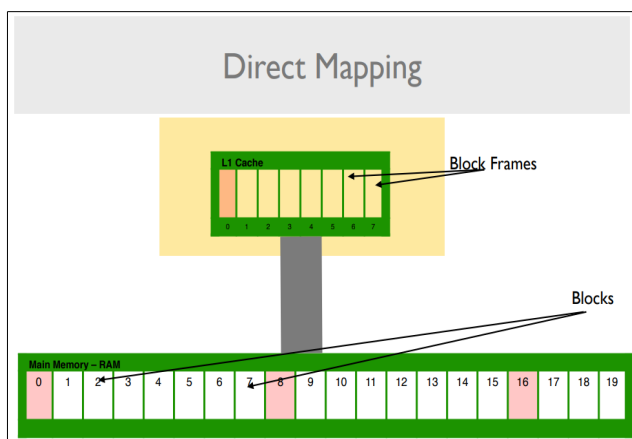 Direct Mapping
L1 Cache
Block Frames
0 1 2 3 4 5 6 7
Blocks
Main Memory – RAM
0 1 2 3 4 5 6 7 8 9 10 11 12 13 14 15 16 17 18 19